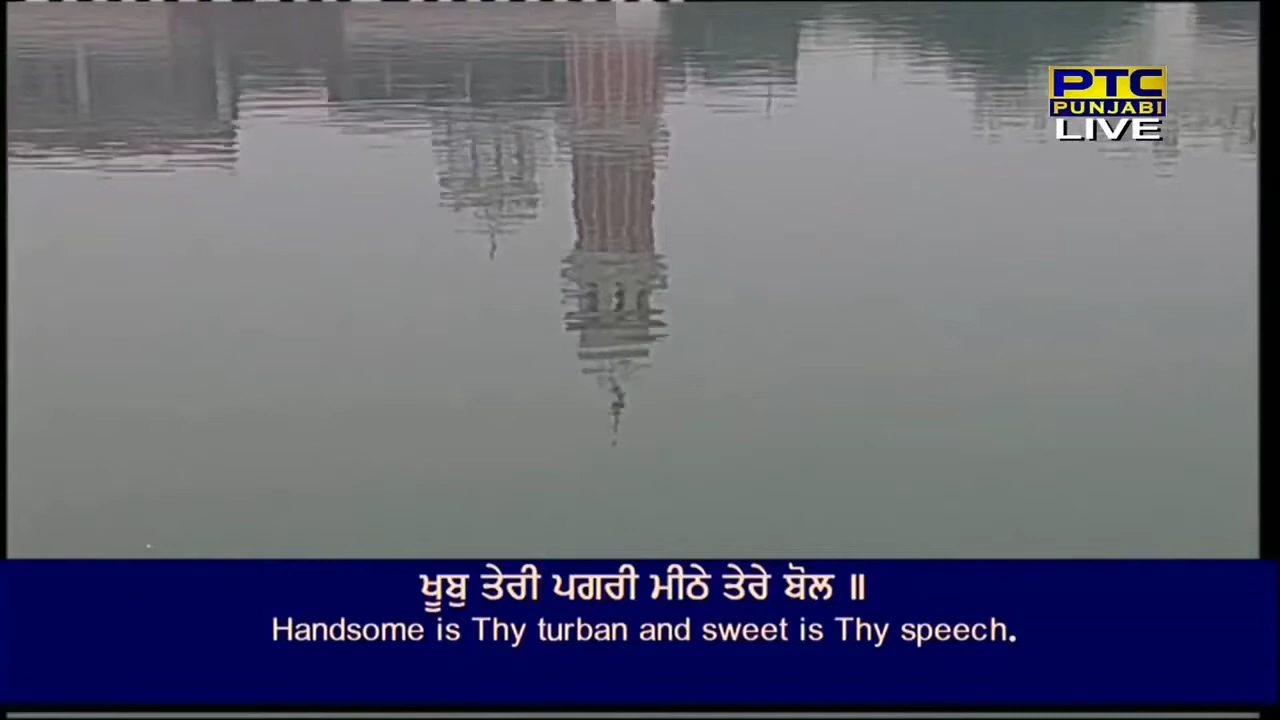 PTC
PUNJABI
LIVE
ਖੂਬੁ ਤੇਰੀ ਪਗਰੀ ਮੀਠੇ ਤੇਰੇ ਬੋਲ ॥
Handsome is Thy turban and sweet is Thy speech.